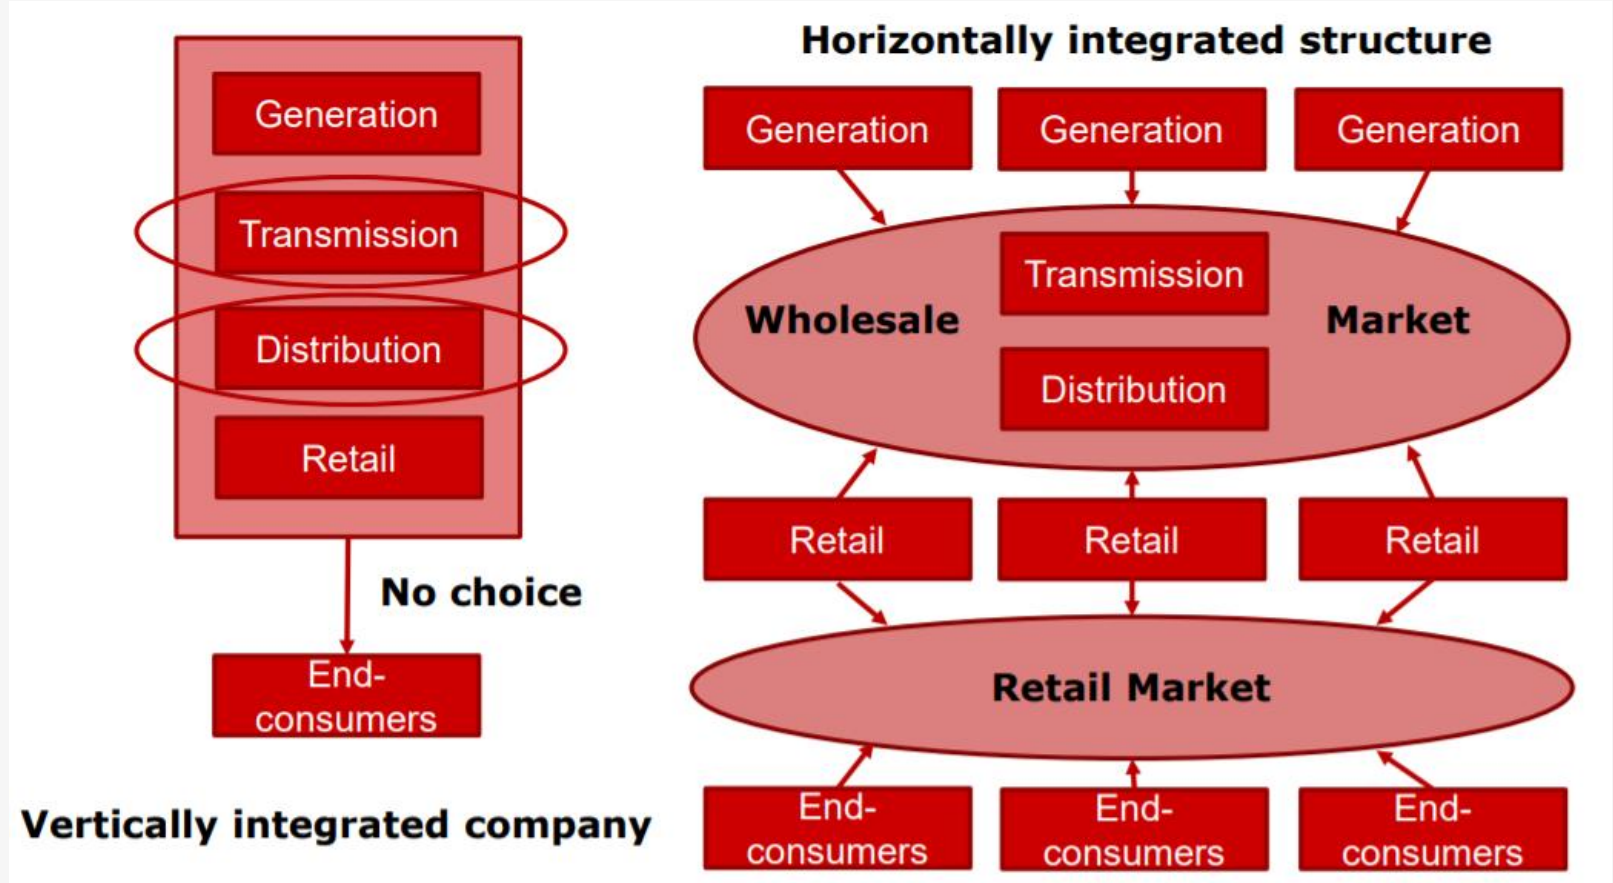 Generation
Transmission
Distribution
Retail
No choice
End-
consumers
Vertically integrated company
Horizontally integrated structure
Generation
Generation
Generation
Transmission
Wholesale
Market
Distribution
Retail
Retail
Retail
Retail Market
End-
consumers
End-
consumers
End-
consumers